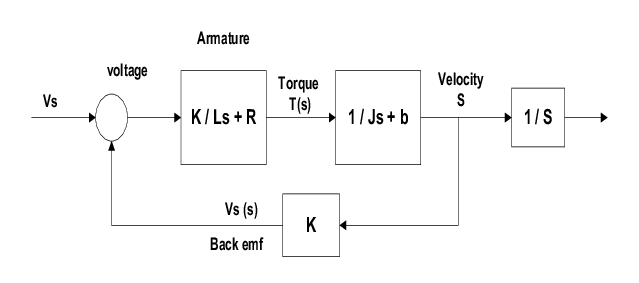 Armature
voltage
Vs
K / Ls + R
Torque
T(s)
1 / Js + b
Velocity
S
1 / S
Vs (s)
K
Back emf